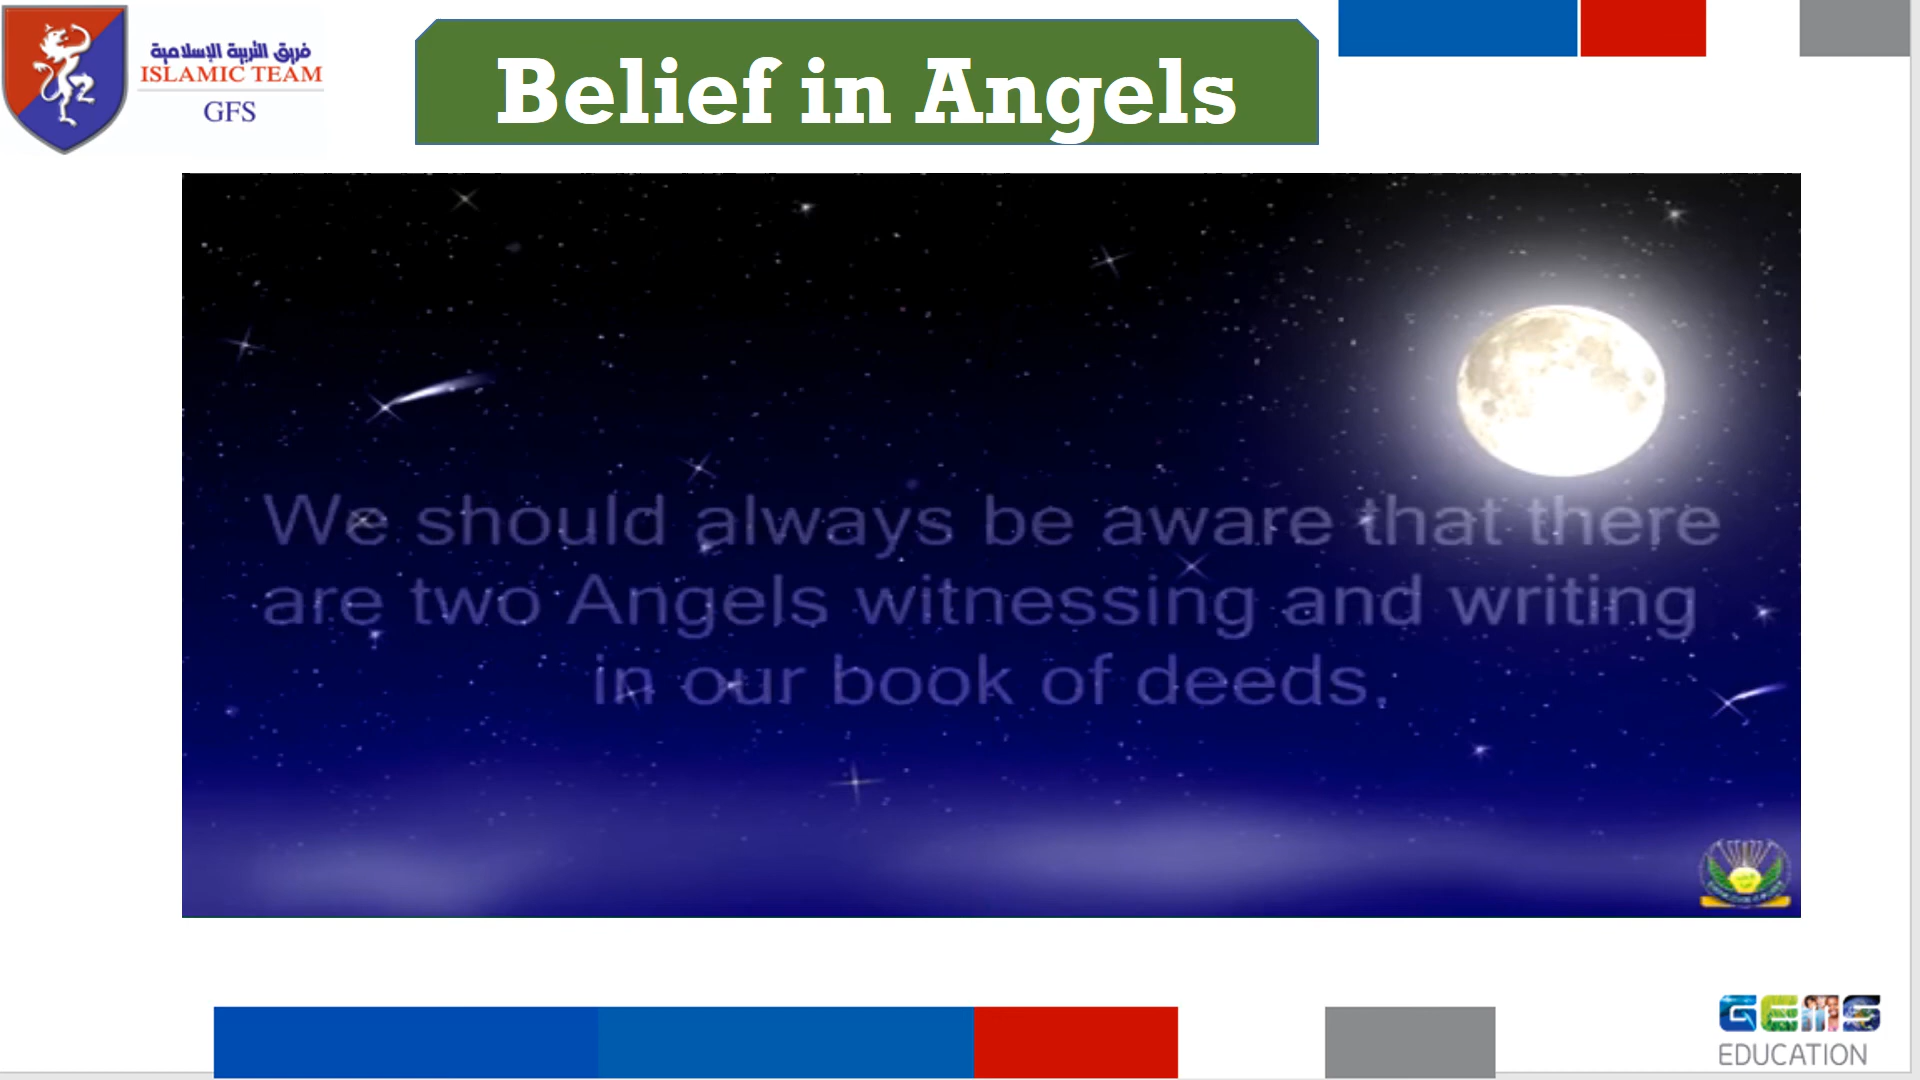 فريق التربية الإسلامية
ISLAMIC TEAM
GFS
Belief in Angels
We should always be aware that there
are two Angels witnessing and writing
in our book of deeds.
GEMS
EDUCATION